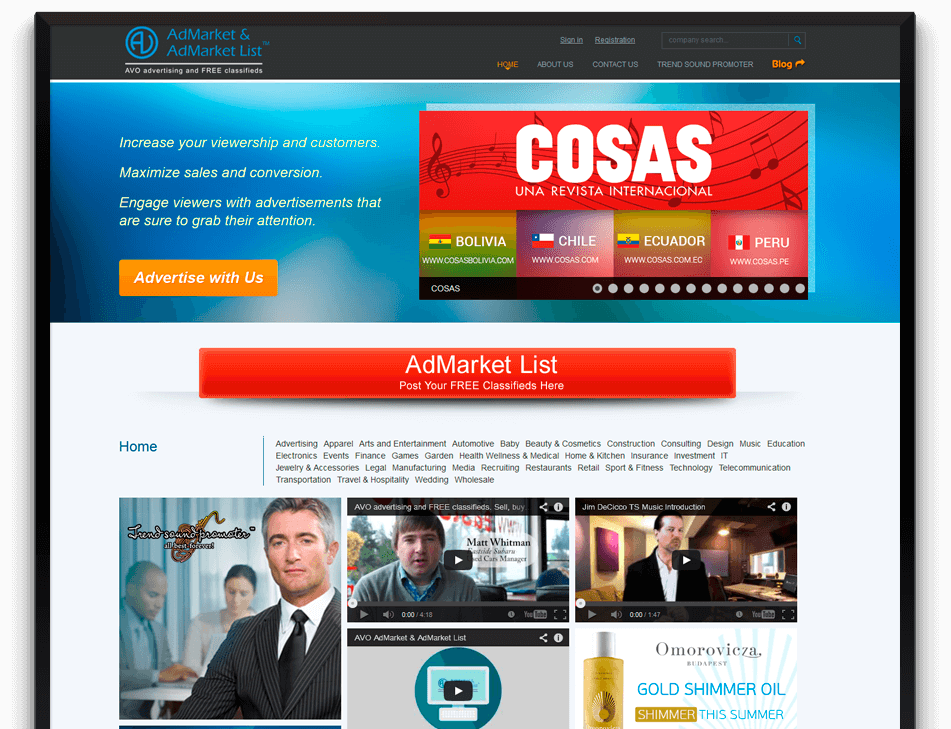 AdMarket &
AdMarket List™
AVO advertising and FREE classifieds
Sign in Registration
company search...
HOME ABOUT US CONTACT US TREND SOUND PROMOTER Blog
Increase your viewership and customers.
Maximize sales and conversion.
Engage viewers with advertisements that
are sure to grab their attention.
Advertise with Us
COSAS
UNA REVISTA INTERNACIONAL
BOLIVIA
WWW.COSASBOLIVIA.COM
CHILE
WWW.COSAS.COM
ECUADOR
WWW.COSAS.COM.EC
PERU
WWW.COSAS.PE
COSAS
AdMarket List
Post Your FREE Classifieds Here
Home
Advertising Apparel Arts and Entertainment Automotive Baby Beauty & Cosmetics Construction Consulting Design Music Education
Electronics Events Finance Games Garden Health Wellness & Medical Home & Kitchen Insurance Investment IT
Jewelry & Accessories Legal Manufacturing Media Recruiting Restaurants Retail Sport & Fitness Technology Telecommunication
Transportation Travel & Hospitality Wedding Wholesale
Trend-sound-promoter™
all best-forever!
AVO advertising and FREE classifieds, Sell, buy
WWW
Matt Whitman
Eastside Subaru
Used Cars Manager
0:00 / 4:18
YouTube
Jim DeCicco TS Music Introduction
0:00 / 1:47
YouTube
AVO AdMarket & AdMarket List
Omorovicza,
BUDAPEST
GOLD SHIMMER OIL
SHIMMER THIS SUMMER